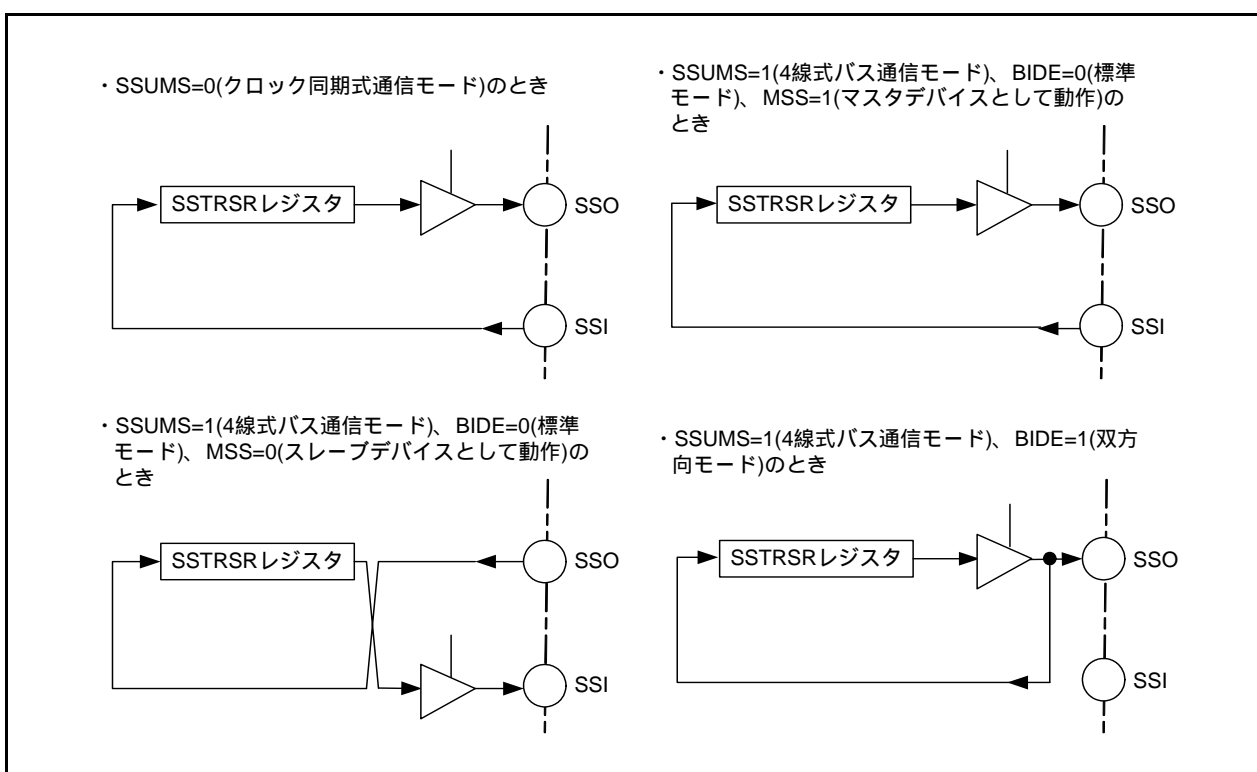 ・SSUMS=0(クロック同期式通信モード)のとき
SSTRSRレジスタ
SSO
SSI
・SSUMS=1(4線式バス通信モード)、BIDE=0(標準
モード)、MSS=1(マスタデバイスとして動作)の
とき
SSTRSRレジスタ
SSO
SSI
・SSUMS=1(4線式バス通信モード)、BIDE=0(標準
モード)、MSS=0(スレーブデバイスとして動作)の
とき
SSTRSRレジスタ
SSO
SSI
・SSUMS=1(4線式バス通信モード)、BIDE=1(双方
向モード)のとき
SSTRSRレジスタ
SSO
SSI